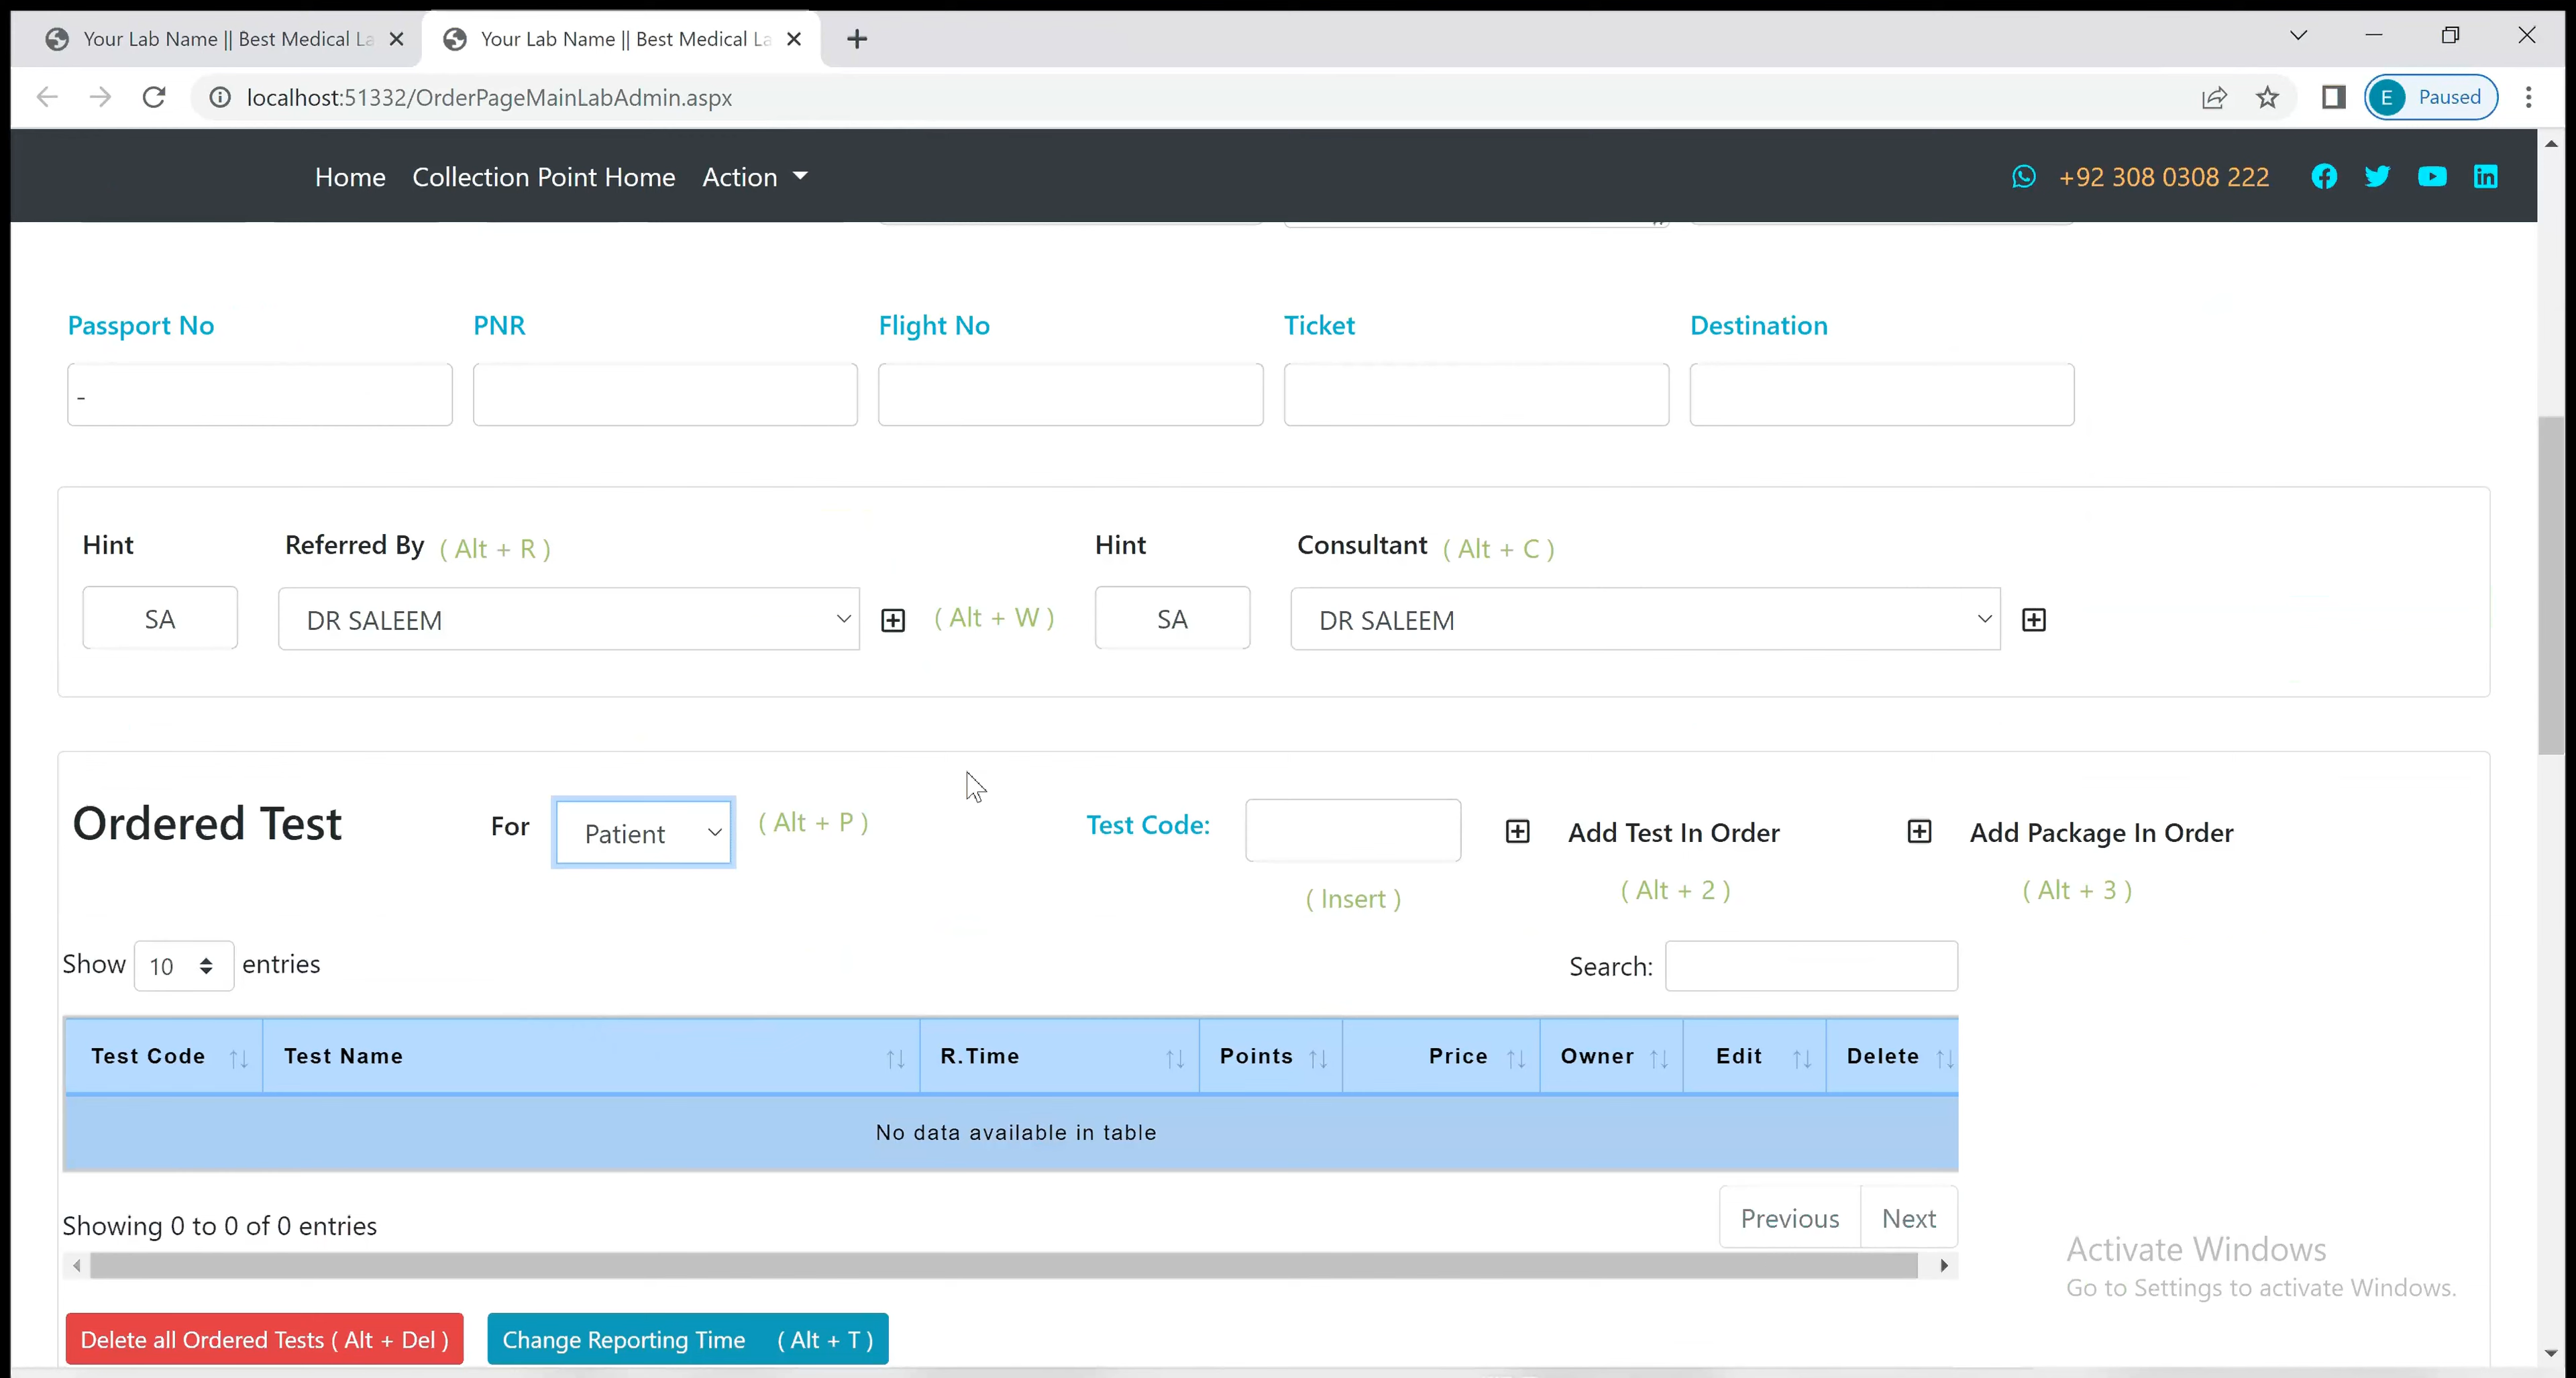 Your Lab Name || Best Medical La
Your Lab Name || Best Medical La
localhost:51332/OrderPageMainLabAdmin.aspx
E Paused
Home Collection Point Home Action
+92 308 0308 222
Passport No PNR Flight No Ticket Destination
-
Hint Referred By ( Alt + R ) Hint Consultant ( Alt + C )
SA DR SALEEM ( Alt + W ) SA DR SALEEM
Ordered Test For Patient ( Alt + P ) Test Code: Add Test In Order Add Package In Order
( Insert ) ( Alt + 2 ) ( Alt + 3 )
Show 10 entries Search:
Test Code Test Name R.Time Points Price Owner Edit Delete
No data available in table
Showing 0 to 0 of 0 entries Previous Next
Activate Windows
Go to Settings to activate Windows.
Delete all Ordered Tests ( Alt + Del ) Change Reporting Time ( Alt + T )